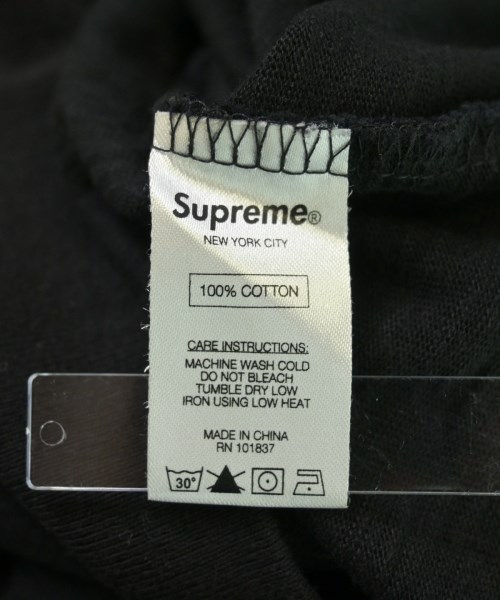 Supreme®
NEW YORK CITY
100% COTTON
CARE INSTRUCTIONS:
MACHINE WASH COLD
DO NOT BLEACH
TUMBLE DRY LOW
IRON USING LOW HEAT
MADE IN CHINA
RN 101837
30°